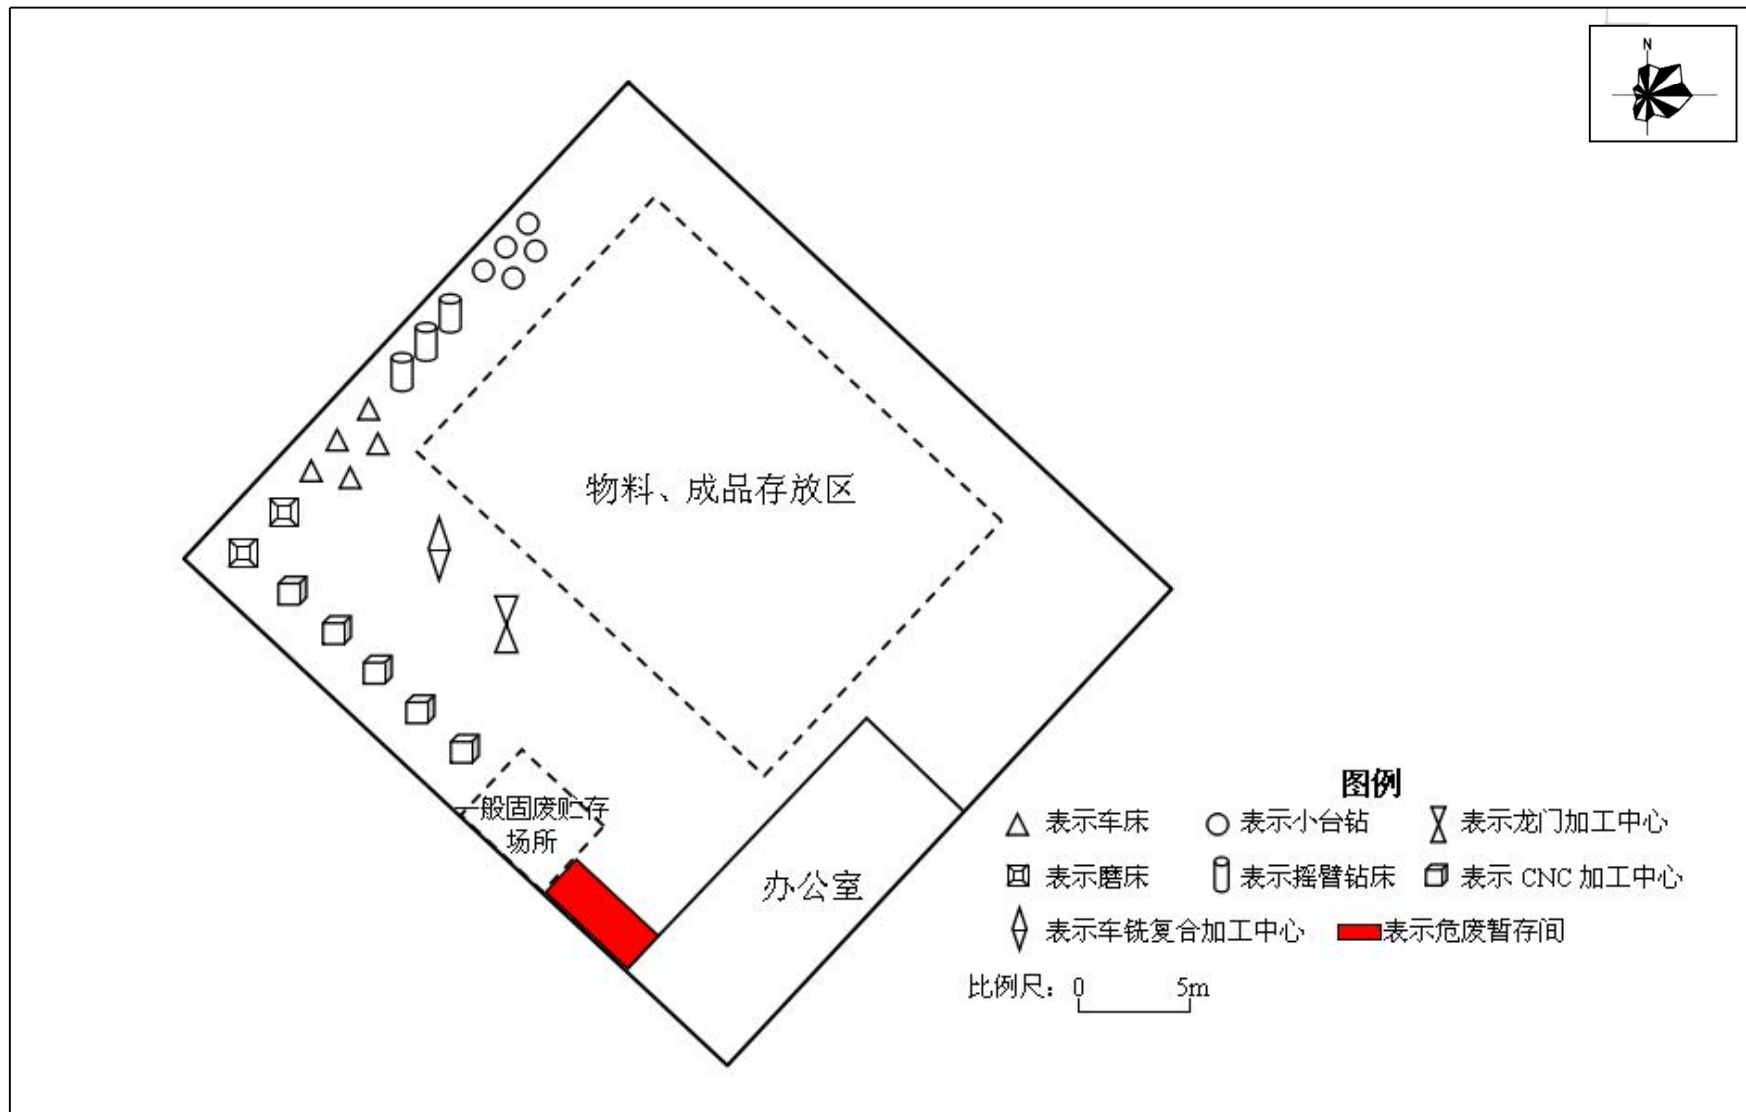 N
物料、成品存放区
一般固废贮存
场所
办公室
图例
表示车床
表示小台钻
表示龙门加工中心
表示磨床
表示摇臂钻床
表示 CNC 加工中心
表示车铣复合加工中心
表示危废暂存间
比例尺：0 5m